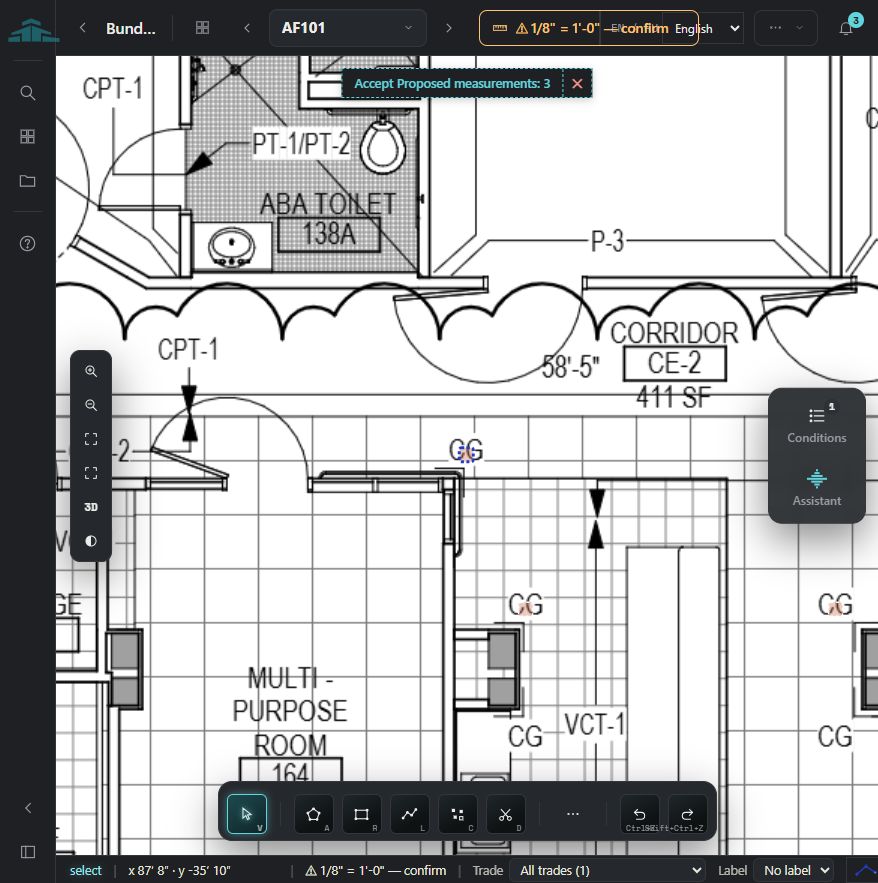 Bund...
AF101
1/8" = 1'-0" — confirm
English
...
3
Accept Proposed measurements: 3
CPT-1
PT-1/PT-2
ABA TOILET
138A
P-3
CORRIDOR
CE-2
411 SF
58'-5"
CPT-1
-2
CG
1
Conditions
Assistant
3D
GE
CG
CG
MULTI -
PURPOSE
ROOM
164
CG
VCT-1
CG
V
A
R
L
C
D
...
Shift+Ctrl+Z
select
x 87' 8" · y -35' 10"
1/8" = 1'-0" — confirm
Trade
All trades (1)
Label
No label